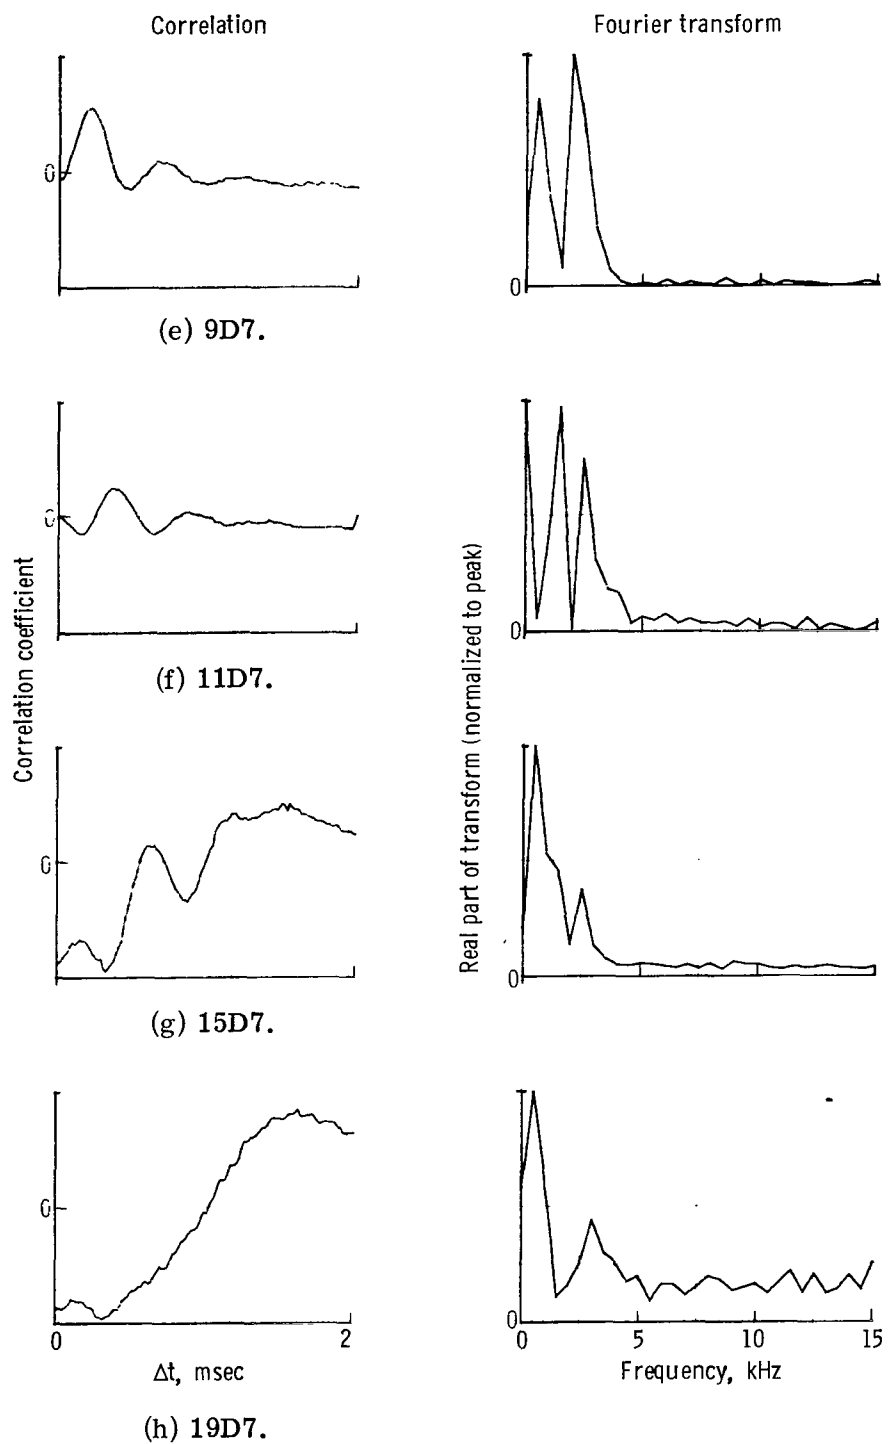 Correlation
Fourier transform
0
0
(e) 9D7.
0
0
(f) 11D7.
Correlation coefficient
Real part of transform (normalized to peak)
0
0
(g) 15D7.
0
0
0
2
0
5
10
15
Δt, msec
Frequency, kHz
(h) 19D7.